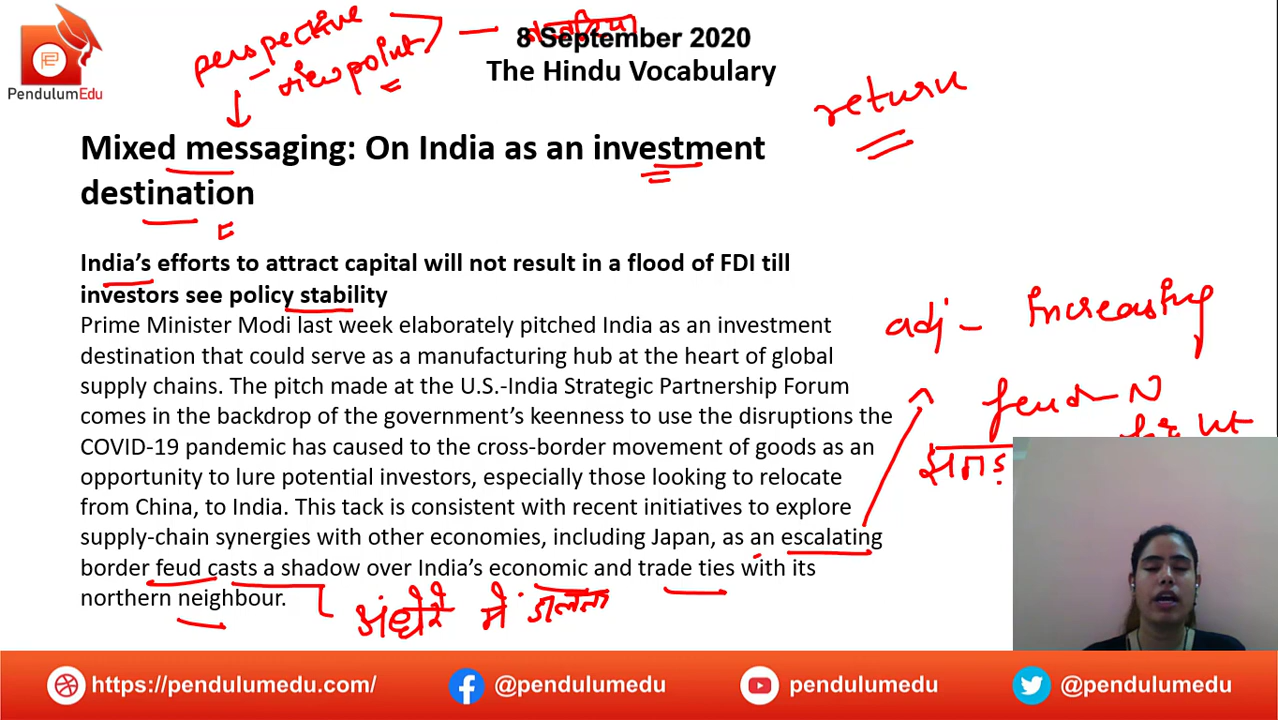 perspective
viewpoint
नजरिया
8 September 2020
PendulumEdu
The Hindu Vocabulary
return
Mixed messaging: On India as an investment
destination
India's efforts to attract capital will not result in a flood of FDI till
investors see policy stability
Prime Minister Modi last week elaborately pitched India as an investment
destination that could serve as a manufacturing hub at the heart of global
supply chains. The pitch made at the U.S.-India Strategic Partnership Forum
comes in the backdrop of the government's keenness to use the disruptions the
COVID-19 pandemic has caused to the cross-border movement of goods as an
opportunity to lure potential investors, especially those looking to relocate
from China, to India. This tack is consistent with recent initiatives to explore
supply-chain synergies with other economies, including Japan, as an escalating
border feud casts a shadow over India's economic and trade ties with its
northern neighbour.
adj - Increasing
feud - N
अंधेरे में डालना
https://pendulumedu.com/
@pendulumedu
pendulumedu
@pendulumedu